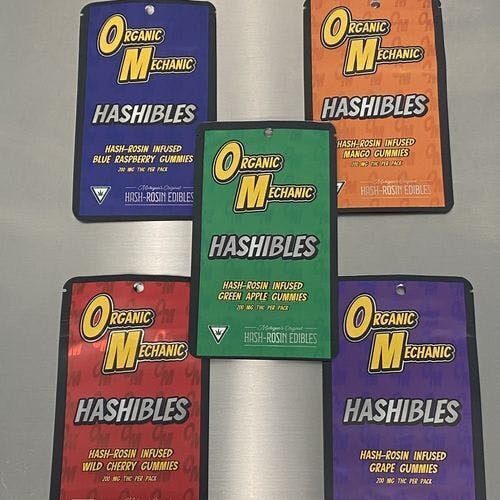 ORGANIC
MECHANIC
HASHIBLES
HASH-ROSIN INFUSED
BLUE RASPBERRY GUMMIES
200 MG THC PER PACK
Michigan's Original
HASH-ROSIN EDIBLES
ORGANIC
MECHANIC
HASHIBLES
HASH-ROSIN INFUSED
MANGO GUMMIES
200 MG THC PER PACK
Michigan's Original
HASH-ROSIN EDIBLES
ORGANIC
MECHANIC
HASHIBLES
HASH-ROSIN INFUSED
GREEN APPLE GUMMIES
200 MG THC PER PACK
Michigan's Original
HASH-ROSIN EDIBLES
ORGANIC
MECHANIC
HASHIBLES
HASH-ROSIN INFUSED
WILD CHERRY GUMMIES
200 MG THC PER PACK
ORGANIC
MECHANIC
HASHIBLES
HASH-ROSIN INFUSED
GRAPE GUMMIES
200 MG THC PER PACK